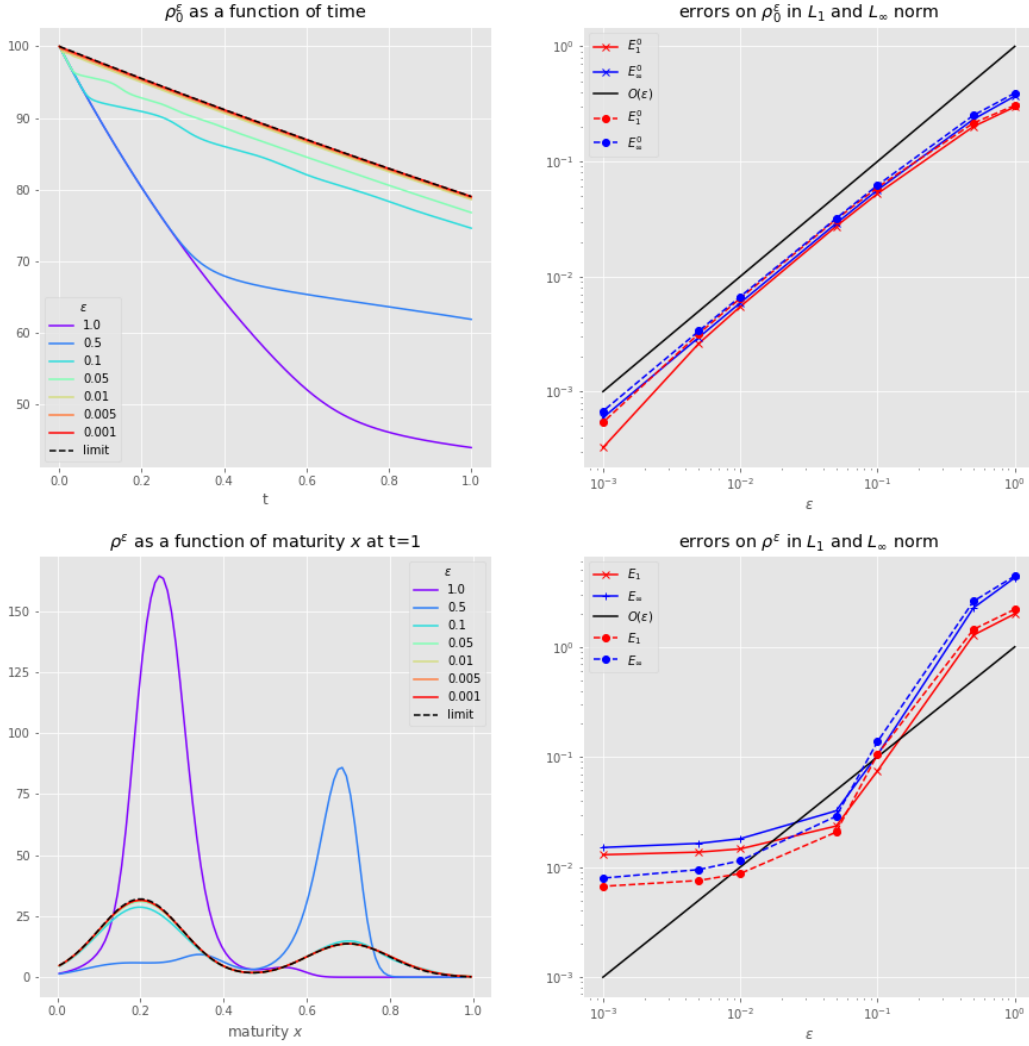 ρ₀^ε as a function of time
100
90
80
70
60
50
ε
1.0
0.5
0.1
0.05
0.01
0.005
0.001
limit
0.0 0.2 0.4 0.6 0.8 1.0
t
errors on ρ₀^ε in L₁ and L∞ norm
E₁⁰
E∞⁰
O(ε)
E₁⁰
E∞⁰
10⁰
10⁻¹
10⁻²
10⁻³
10⁻³ 10⁻² 10⁻¹ 10⁰
ε
ρ^ε as a function of maturity x at t=1
150
125
100
75
50
25
0
ε
1.0
0.5
0.1
0.05
0.01
0.005
0.001
limit
0.0 0.2 0.4 0.6 0.8 1.0
maturity x
errors on ρ^ε in L₁ and L∞ norm
E₁
E∞
O(ε)
E₁
E∞
10⁰
10⁻¹
10⁻²
10⁻³
10⁻³ 10⁻² 10⁻¹ 10⁰
ε